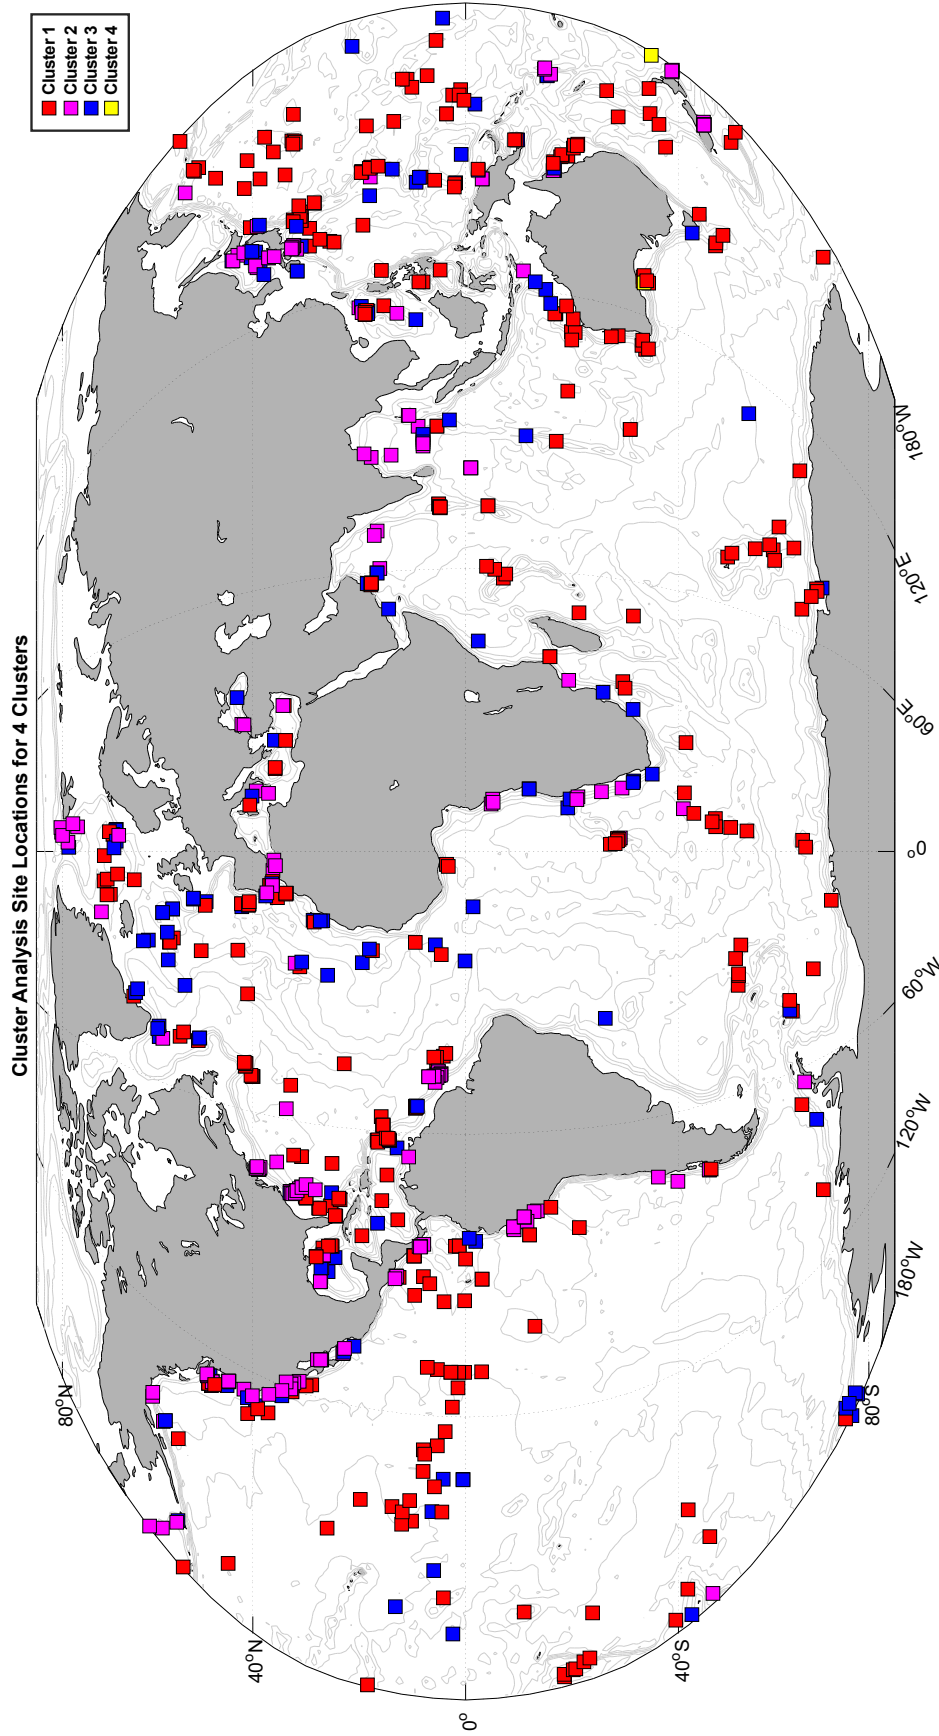 Cluster Analysis Site Locations for 4 Clusters
Cluster 1
Cluster 2
Cluster 3
Cluster 4
80°N
40°N
0°
40°S
80°S
180°W
120°W
60°W
0°
60°E
120°E
180°W